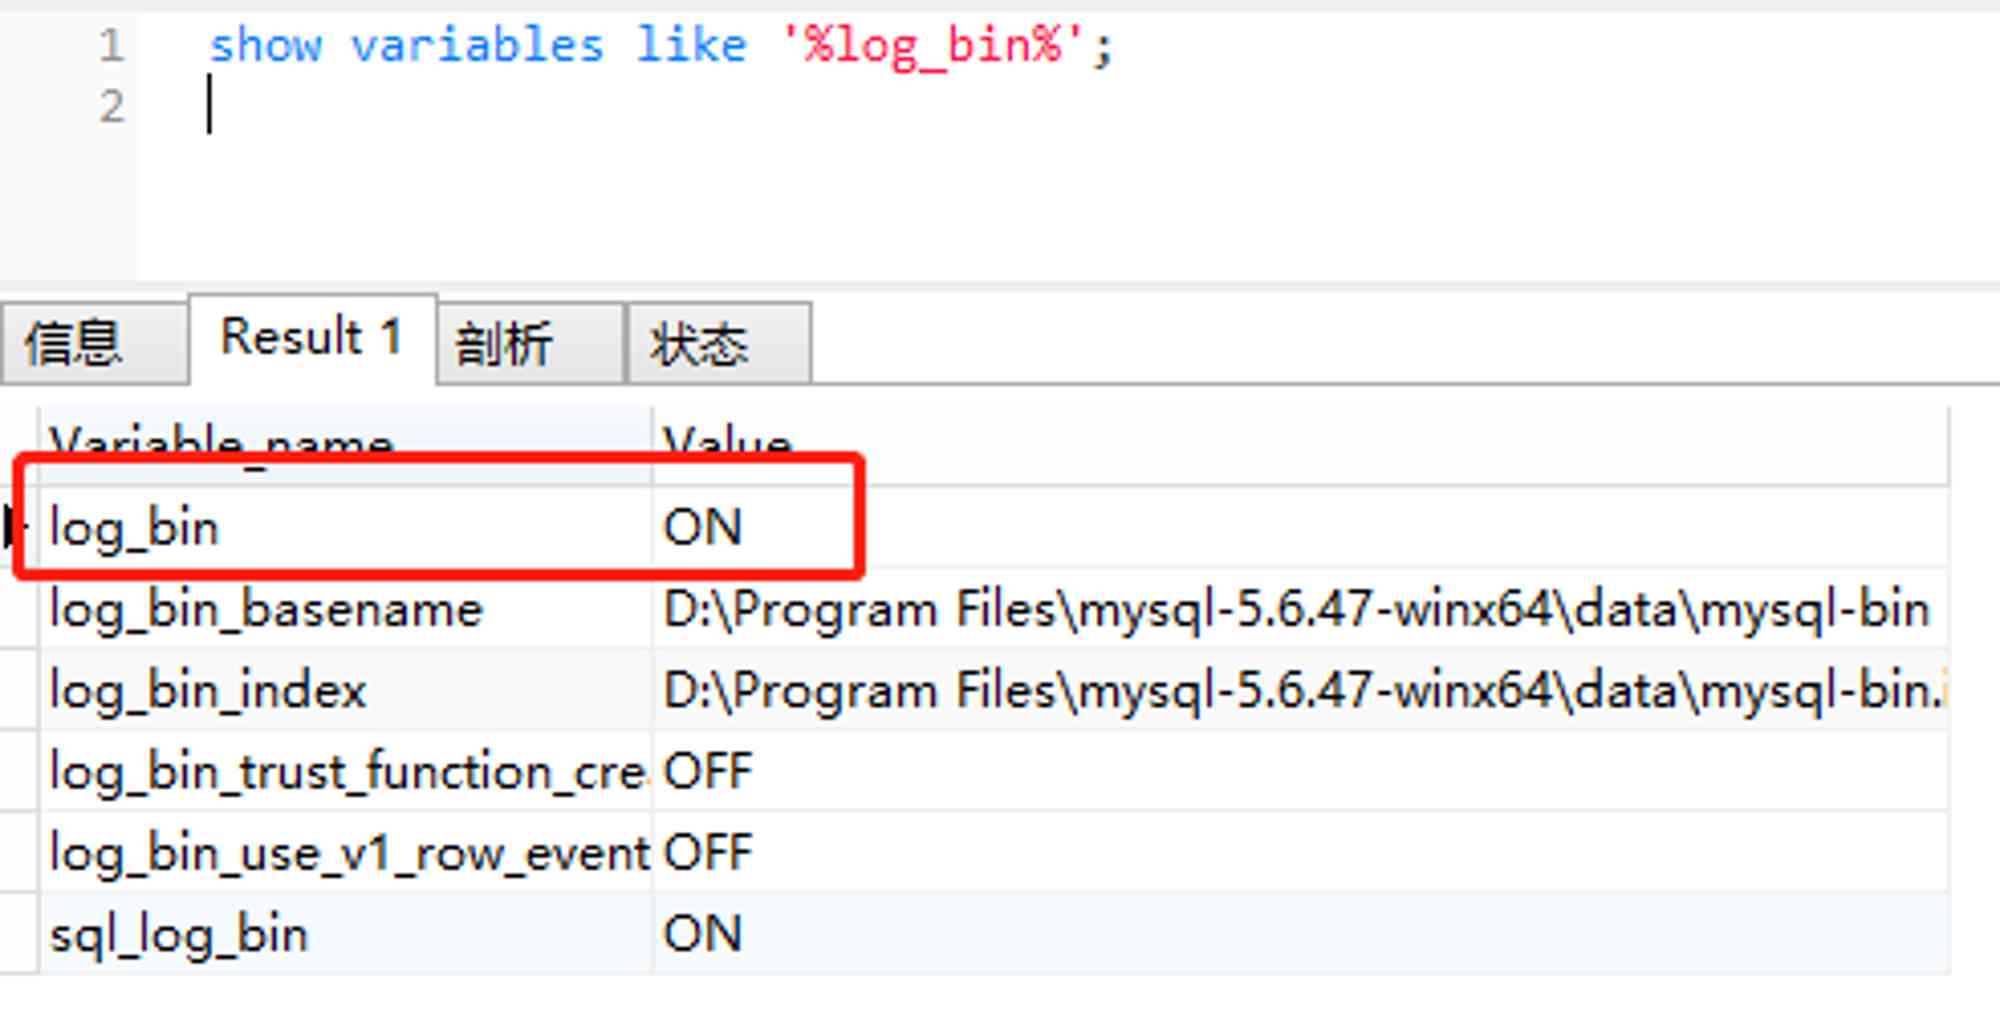 1 show variables like '%log_bin%';
2
信息 Result 1 剖析 状态
Variable_name Value
log_bin ON
log_bin_basename D:\Program Files\mysql-5.6.47-winx64\data\mysql-bin
log_bin_index D:\Program Files\mysql-5.6.47-winx64\data\mysql-bin.i
log_bin_trust_function_crea OFF
log_bin_use_v1_row_event OFF
sql_log_bin ON